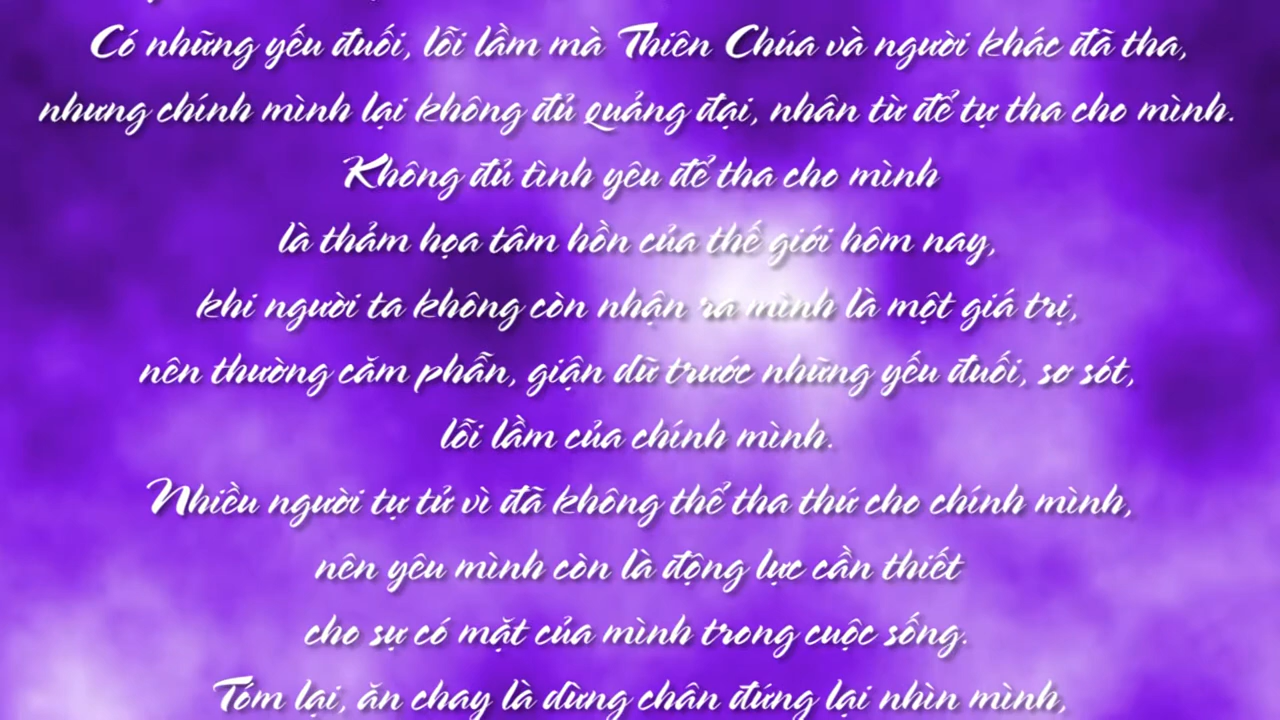 Có những yếu đuối, lỗi lầm mà Thiên Chúa và người khác đã tha,
nhưng chính mình lại không đủ quảng đại, nhân từ để tự tha cho mình.
Không đủ tình yêu để tha cho mình
là thảm họa tâm hồn của thế giới hôm nay,
khi người ta không còn nhận ra mình là một giá trị,
nên thường căm phẫn, giận dữ trước những yếu đuối, sơ sót,
lỗi lầm của chính mình.
Nhiều người tự tử vì đã không thể tha thứ cho chính mình,
nên yêu mình còn là động lực cần thiết
cho sự có mặt của mình trong cuộc sống.
Tóm lại, ăn chay là dừng chân đứng lại nhìn mình,